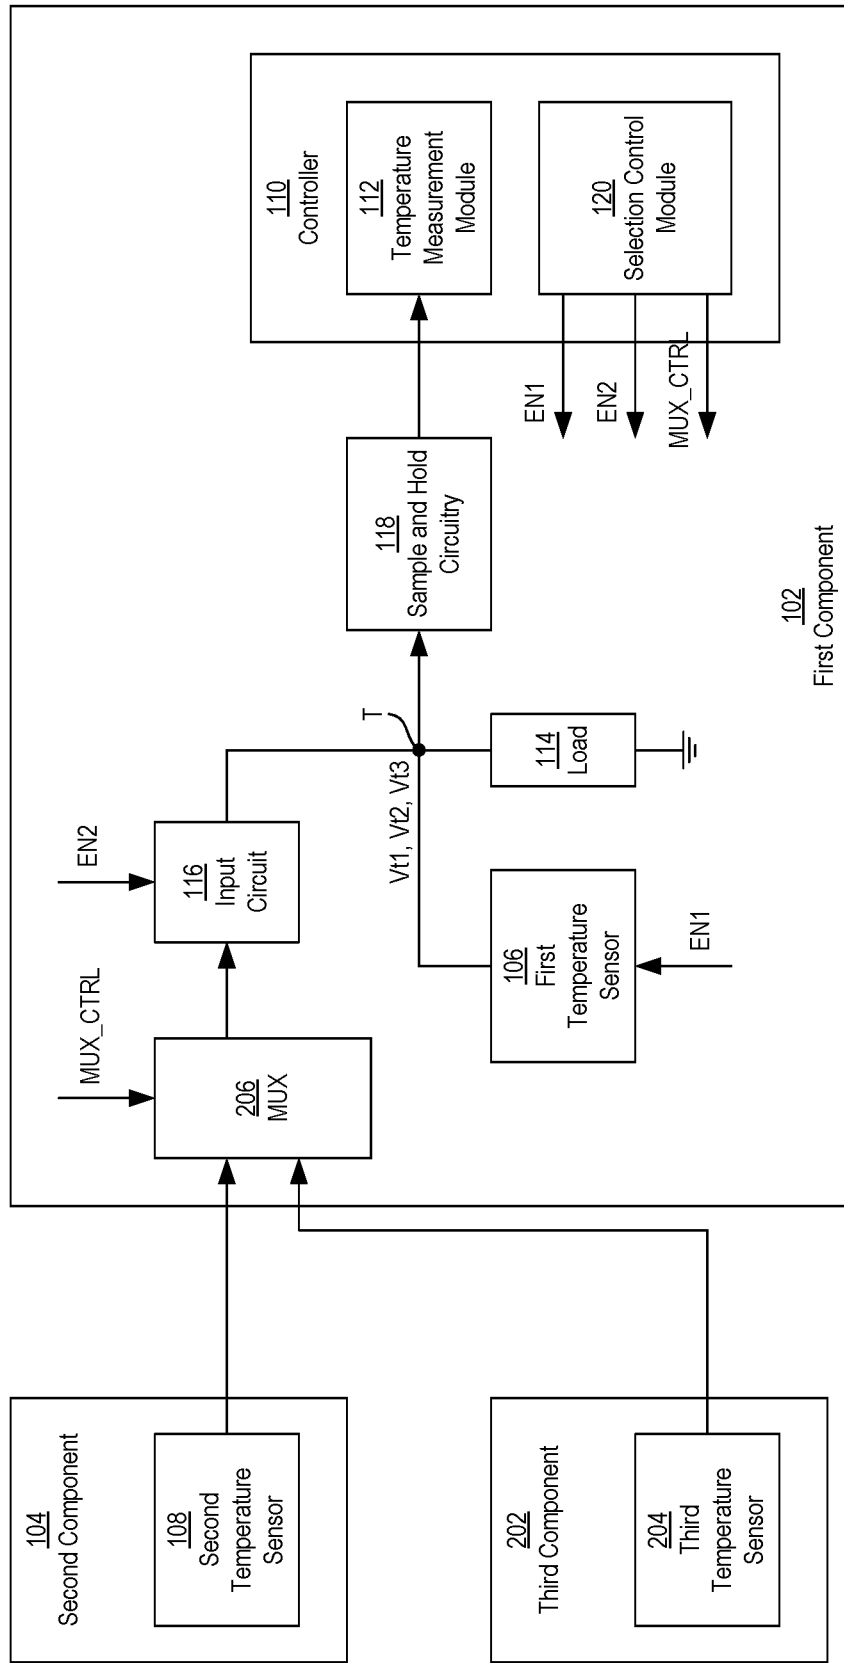 104
Second Component
108
Second
Temperature
Sensor
202
Third Component
204
Third
Temperature
Sensor
MUX_CTRL
206
MUX
EN2
116
Input
Circuit
T
Vt1, Vt2, Vt3
106
First
Temperature
Sensor
EN1
114
Load
118
Sample and Hold
Circuitry
110
Controller
112
Temperature
Measurement
Module
120
Selection Control
Module
EN1
EN2
MUX_CTRL
102
First Component